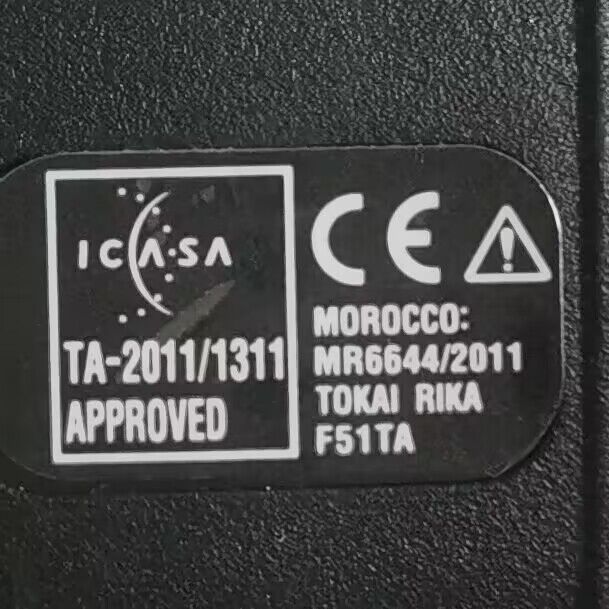 ICASA
TA-2011/1311
APPROVED
CE
MOROCCO:
MR6644/2011
TOKAI RIKA
F51TA